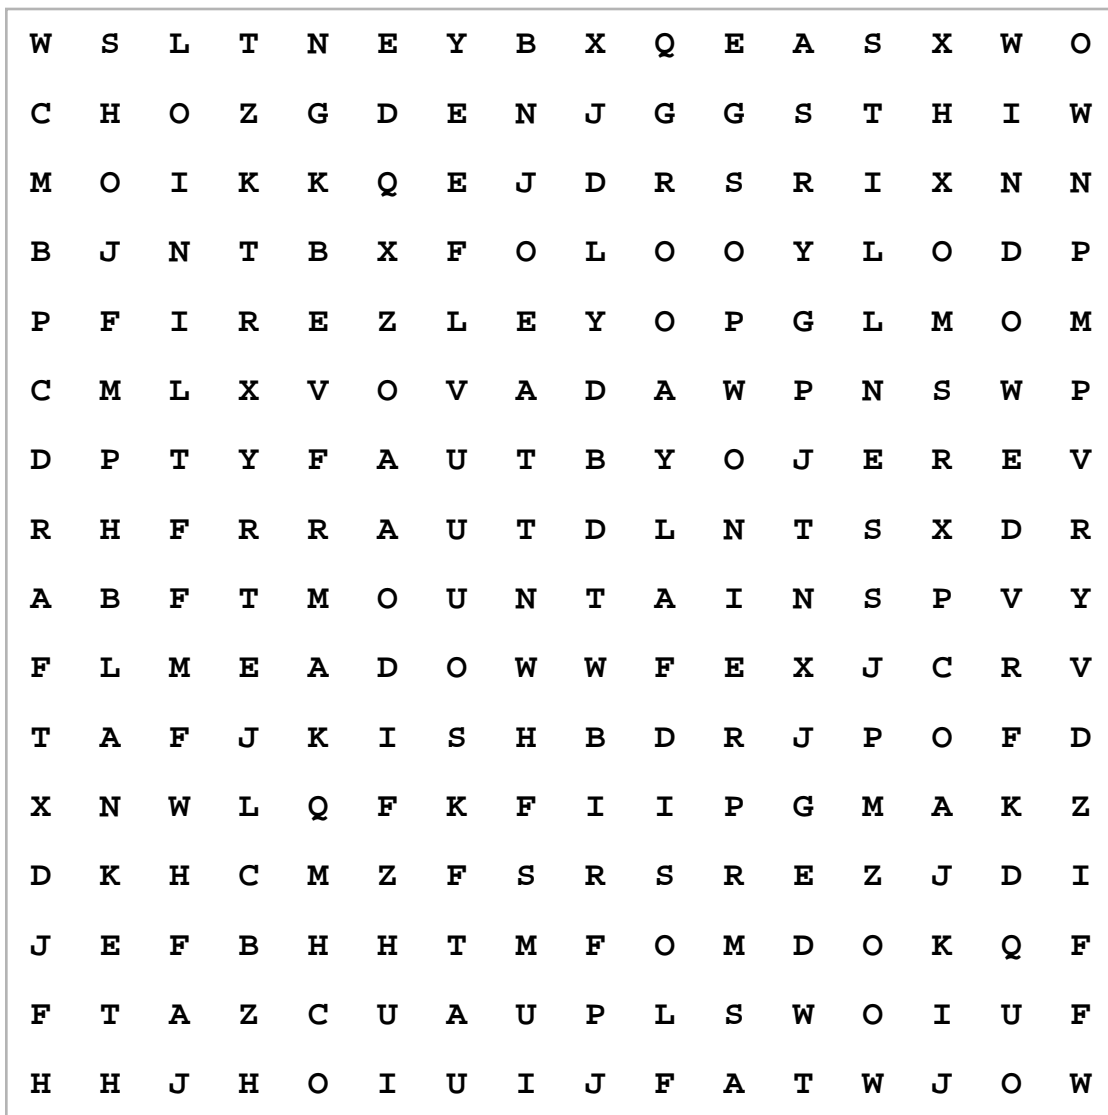 W S L T N E Y B X Q E A S X W O
C H O Z G D E N J G G S T H I W
M O I K K Q E J D R S R I X N N
B J N T B X F O L O O Y L O D P
P F I R E Z L E Y O P G L M O M
C M L X V O V A D A W P N S W P
D P T Y F A U T B Y O J E R E V
R H F R R A U T D L N T S X D R
A B F T M O U N T A I N S P V Y
F L M E A D O W W F E X J C R V
T A F J K I S H B D R J P O F D
X N W L Q F K F I I P G M A K Z
D K H C M Z F S R S R E Z J D I
J E F B H H T M F O M D O K Q F
F T A Z C U A U P L S W O I U F
H H J H O I U I J F A T W J O W